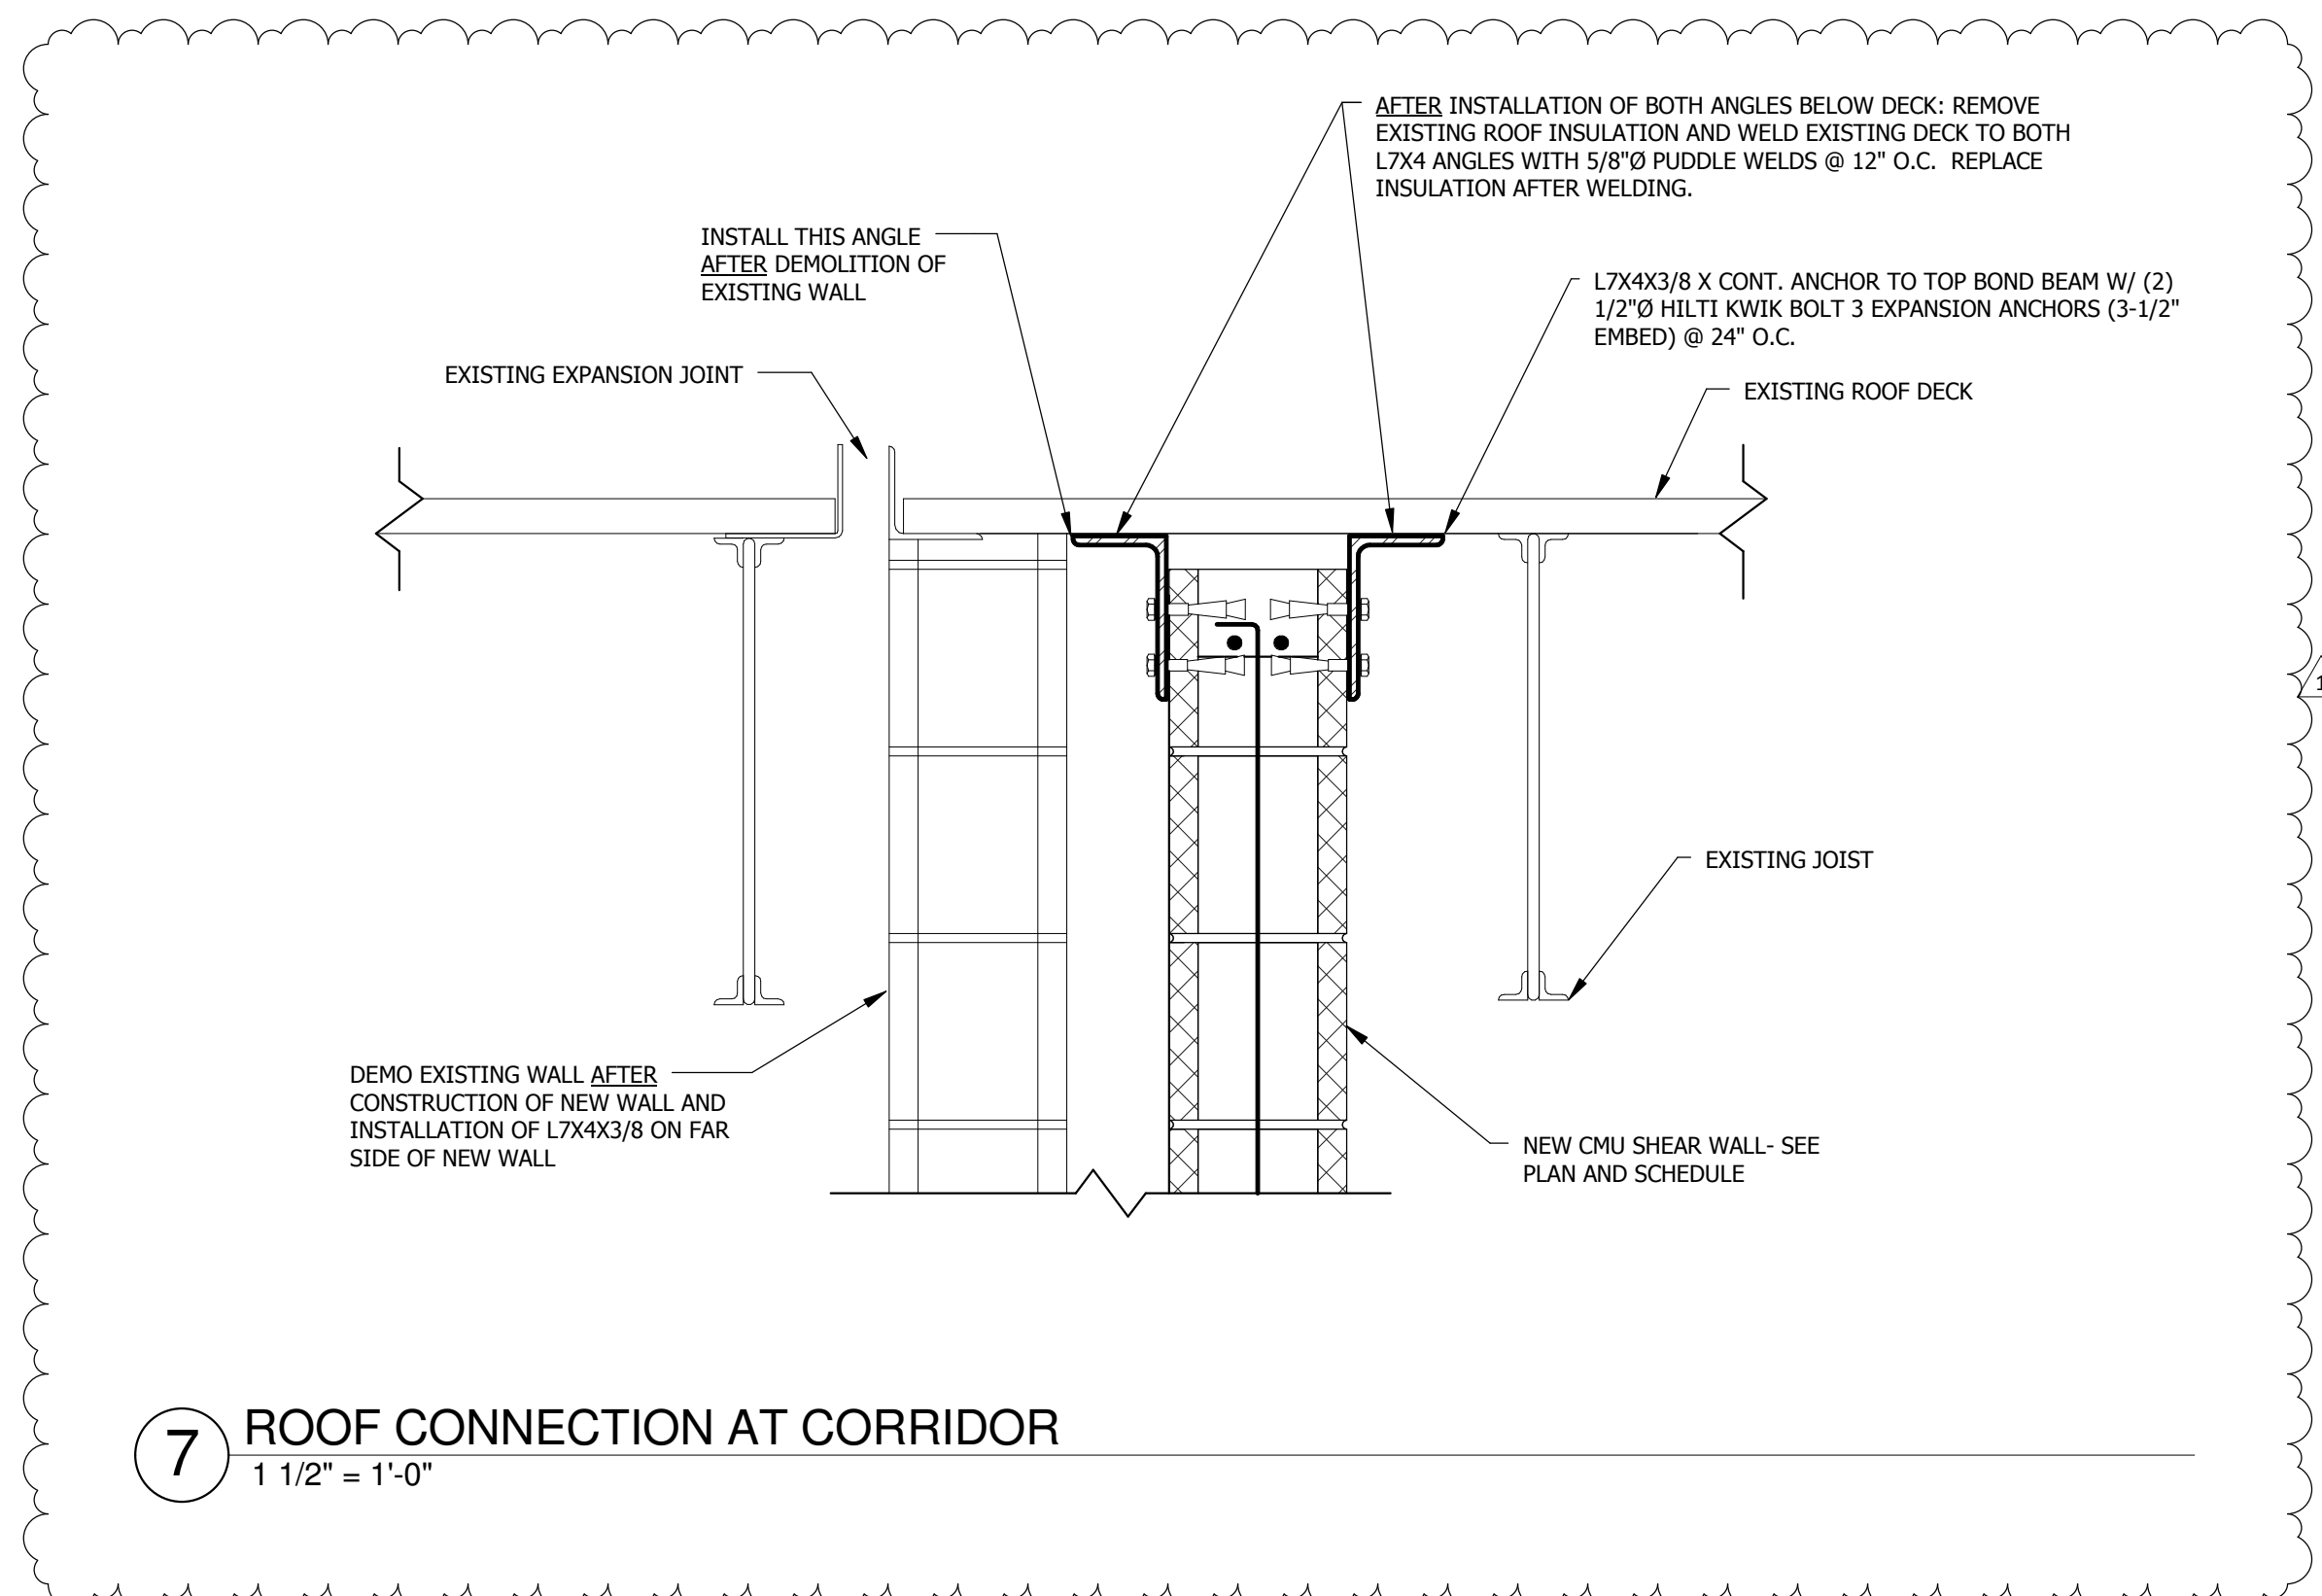 AFTER INSTALLATION OF BOTH ANGLES BELOW DECK: REMOVE
EXISTING ROOF INSULATION AND WELD EXISTING DECK TO BOTH
L7X4 ANGLES WITH 5/8"Ø PUDDLE WELDS @ 12" O.C. REPLACE
INSULATION AFTER WELDING.
INSTALL THIS ANGLE
AFTER DEMOLITION OF
EXISTING WALL
L7X4X3/8 X CONT. ANCHOR TO TOP BOND BEAM W/ (2)
1/2"Ø HILTI KWIK BOLT 3 EXPANSION ANCHORS (3-1/2"
EMBED) @ 24" O.C.
EXISTING EXPANSION JOINT
EXISTING ROOF DECK
1
EXISTING JOIST
DEMO EXISTING WALL AFTER
CONSTRUCTION OF NEW WALL AND
INSTALLATION OF L7X4X3/8 ON FAR
SIDE OF NEW WALL
NEW CMU SHEAR WALL- SEE
PLAN AND SCHEDULE
7
ROOF CONNECTION AT CORRIDOR
1 1/2" = 1'-0"